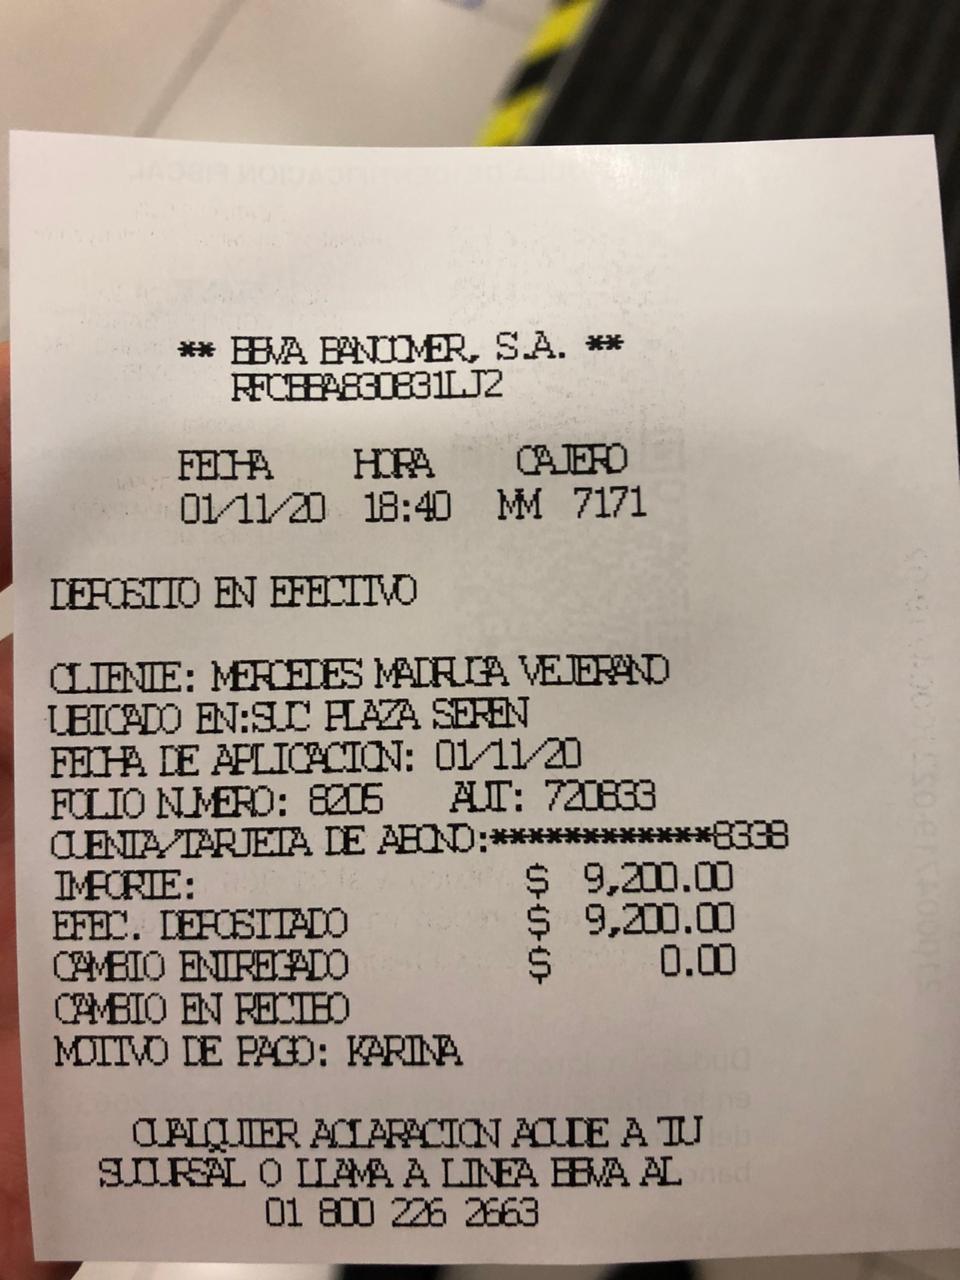 ** BBVA BANCOMER, S.A. **
RFCBBA830831LJ2
FECHA HORA CAJERO
01/11/20 18:40 MM 7171
DEPOSITO EN EFECTIVO
CLIENTE: MERCEDES MADRUGA VEJERANO
UBICADO EN:SUC PLAZA SEREN
FECHA DE APLICACION: 01/11/20
FOLIO NUMERO: 8205 AUT: 720833
CUENTA/TARJETA DE ABONO:************8338
IMPORTE: $ 9,200.00
EFEC. DEPOSITADO $ 9,200.00
CAMBIO ENTREGADO $ 0.00
CAMBIO EN RECIBO
MOTIVO DE PAGO: KARINA
CUALQUIER ACLARACION ACUDE A TU
SUCURSAL O LLAMA A LINEA BBVA AL
01 800 226 2663